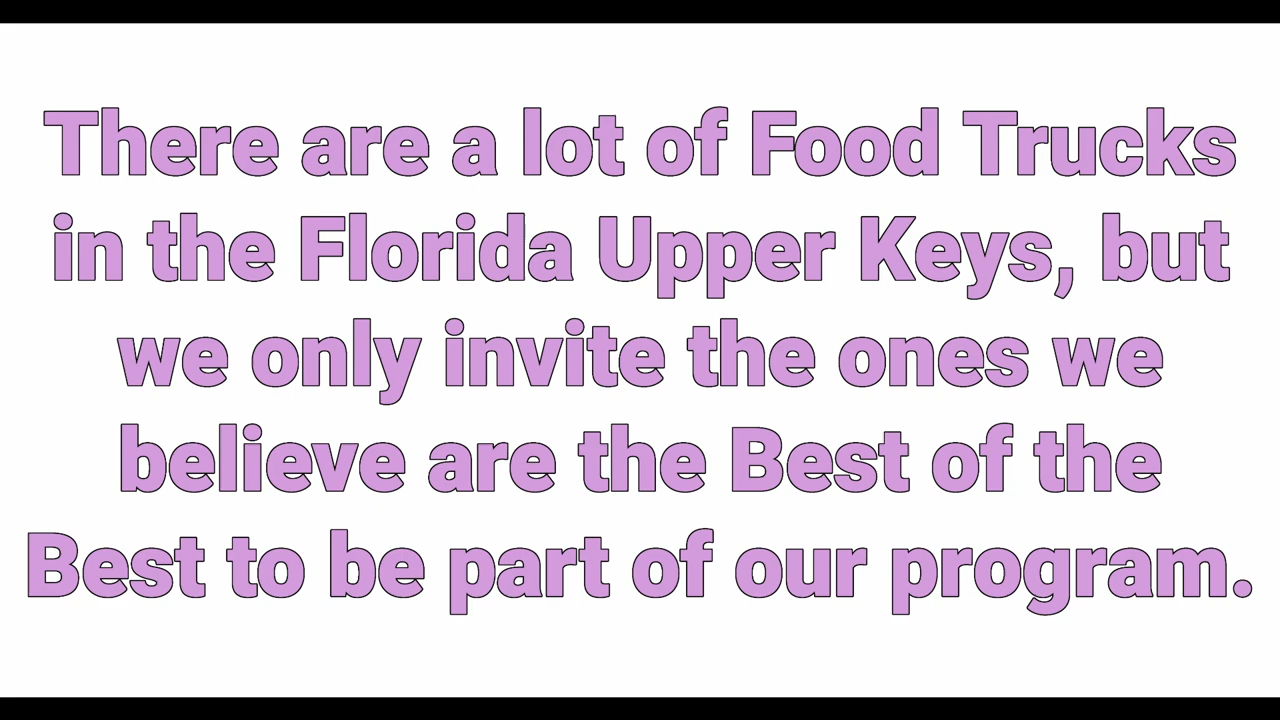 There are a lot of Food Trucks
in the Florida Upper Keys, but
we only invite the ones we
believe are the Best of the
Best to be part of our program.